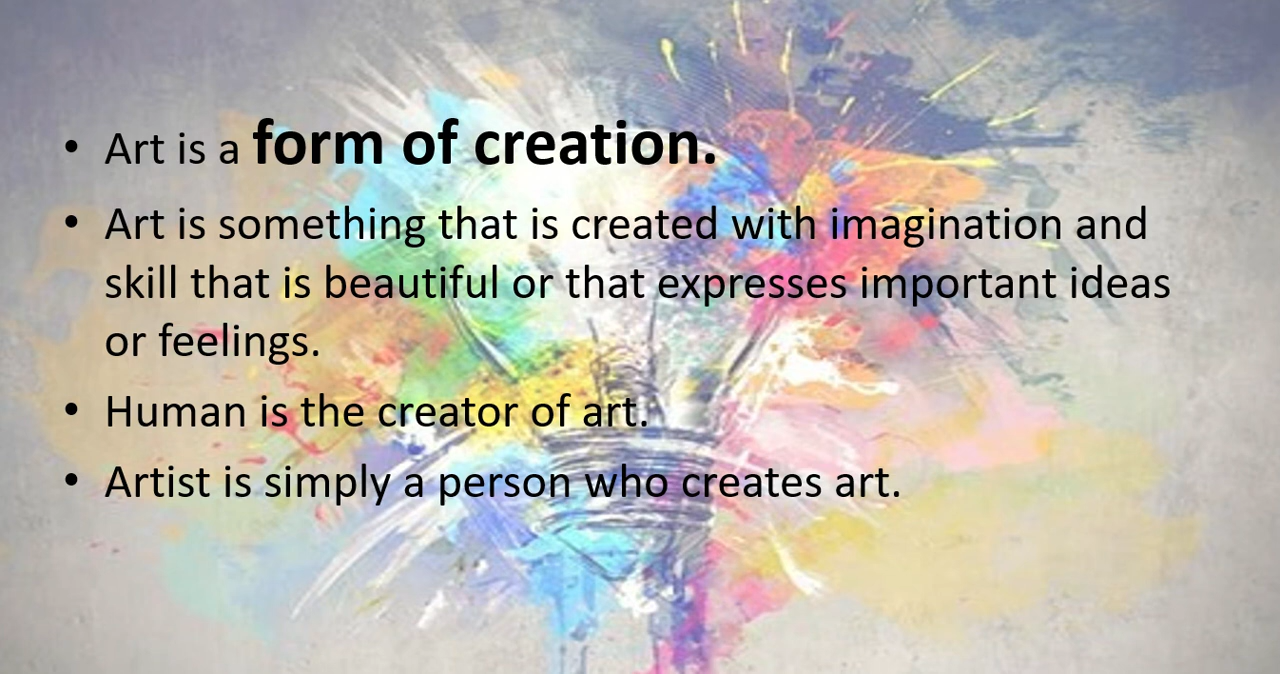 • Art is a form of creation.
• Art is something that is created with imagination and
skill that is beautiful or that expresses important ideas
or feelings.
• Human is the creator of art.
• Artist is simply a person who creates art.